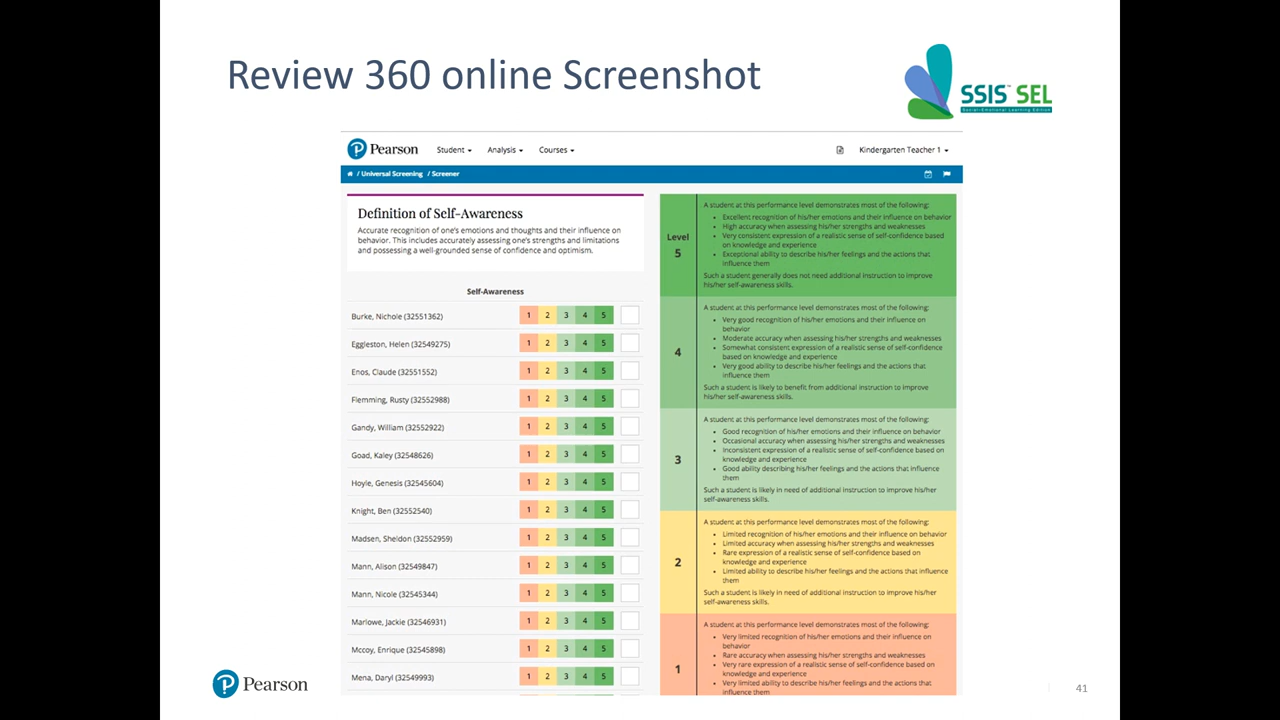 Review 360 online Screenshot
SSIS™ SEL
Social-Emotional Learning Edition
Pearson
Student
Analysis
Courses
Kindergarten Teacher 1
/ Universal Screening / Screener
Definition of Self-Awareness
Accurate recognition of one's emotions and thoughts and their influence on
behavior. This includes accurately assessing one's strengths and limitations
and possessing a well-grounded sense of confidence and optimism.
Self-Awareness
Burke, Nichole (32551362) 1 2 3 4 5
Eggleston, Helen (32549275) 1 2 3 4 5
Enos, Claude (32551552) 1 2 3 4 5
Flemming, Rusty (32552988) 1 2 3 4 5
Gandy, William (32552922) 1 2 3 4 5
Goad, Kaley (32548626) 1 2 3 4 5
Hoyle, Genesis (32545604) 1 2 3 4 5
Knight, Ben (32552540) 1 2 3 4 5
Madsen, Sheldon (32552959) 1 2 3 4 5
Mann, Alison (32549847) 1 2 3 4 5
Mann, Nicole (32545344) 1 2 3 4 5
Marlowe, Jackie (32546931) 1 2 3 4 5
Mccoy, Enrique (32545898) 1 2 3 4 5
Mena, Daryl (32549993) 1 2 3 4 5
Level
5
A student at this performance level demonstrates most of the following:
• Excellent recognition of his/her emotions and their influence on behavior
• High accuracy when assessing his/her strengths and weaknesses
• Very consistent expression of a realistic sense of self-confidence based
on knowledge and experience
• Exceptional ability to describe his/her feelings and the actions that
influence them
Such a student generally does not need additional instruction to improve
his/her self-awareness skills.
4
A student at this performance level demonstrates most of the following:
• Very good recognition of his/her emotions and their influence on
behavior
• Moderate accuracy when assessing his/her strengths and weaknesses
• Somewhat consistent expression of a realistic sense of self-confidence
based on knowledge and experience
• Very good ability to describe his/her feelings and the actions that
influence them
Such a student is likely to benefit from additional instruction to improve
his/her self-awareness skills.
3
A student at this performance level demonstrates most of the following:
• Good recognition of his/her emotions and their influence on behavior
• Occasional accuracy when assessing his/her strengths and weaknesses
• Inconsistent expression of a realistic sense of self-confidence based on
knowledge and experience
• Good ability describing his/her feelings and the actions that influence
them
Such a student is likely in need of additional instruction to improve his/her
self-awareness skills.
2
A student at this performance level demonstrates most of the following:
• Limited recognition of his/her emotions and their influence on behavior
• Limited accuracy when assessing his/her strengths and weaknesses
• Rare expression of a realistic sense of self-confidence based on
knowledge and experience
• Limited ability to describe his/her feelings and the actions that influence
them
Such a student is likely in need of additional instruction to improve his/her
self-awareness skills.
1
A student at this performance level demonstrates most of the following:
• Very limited recognition of his/her emotions and their influence on
behavior
• Rare accuracy when assessing his/her strengths and weaknesses
• Very rare expression of a realistic sense of self-confidence based on
knowledge and experience
• Very limited ability to describe his/her feelings and the actions that
influence them
Pearson
41